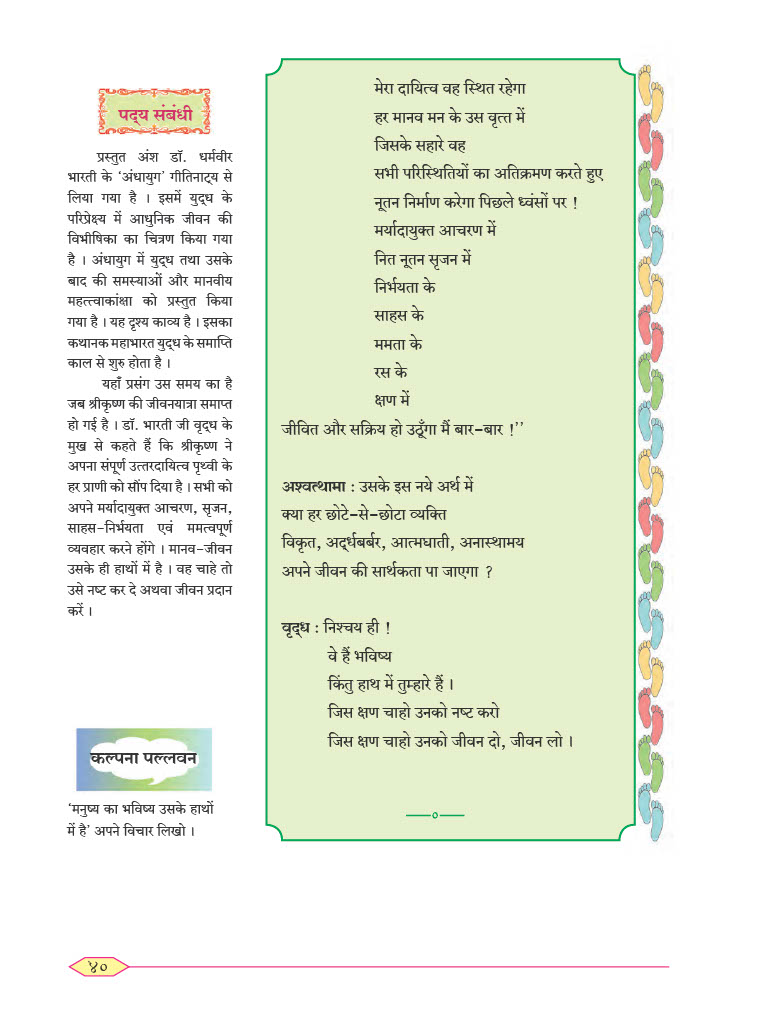 पद्य संबंधी
प्रस्तुत अंश डॉ. धर्मवीर
भारती के ‘अंधायुग’ गीतिनाट्य से
लिया गया है । इसमें युद्ध के
परिप्रेक्ष्य में आधुनिक जीवन की
विभीषिका का चित्रण किया गया
है । अंधायुग में युद्ध तथा उसके
बाद की समस्याओं और मानवीय
महत्त्वाकांक्षा को प्रस्तुत किया
गया है । यह दृश्य काव्य है । इसका
कथानक महाभारत युद्ध के समाप्ति
काल से शुरु होता है ।
यहाँ प्रसंग उस समय का है
जब श्रीकृष्ण की जीवनयात्रा समाप्त
हो गई है । डॉ. भारती जी वृद्ध के
मुख से कहते हैं कि श्रीकृष्ण ने
अपना संपूर्ण उत्तरदायित्व पृथ्वी के
हर प्राणी को सौंप दिया है । सभी को
अपने मर्यादायुक्त आचरण, सृजन,
साहस-निर्भयता एवं ममत्वपूर्ण
व्यवहार करने होंगे । मानव-जीवन
उसके ही हाथों में है । वह चाहे तो
उसे नष्ट कर दे अथवा जीवन प्रदान
करें ।
कल्पना पल्लवन
‘मनुष्य का भविष्य उसके हाथों
में है’ अपने विचार लिखो ।
मेरा दायित्व वह स्थित रहेगा
हर मानव मन के उस वृत्त में
जिसके सहारे वह
सभी परिस्थितियों का अतिक्रमण करते हुए
नूतन निर्माण करेगा पिछले ध्वंसों पर !
मर्यादायुक्त आचरण में
नित नूतन सृजन में
निर्भयता के
साहस के
ममता के
रस के
क्षण में
जीवित और सक्रिय हो उठूँगा मैं बार-बार !’’
अश्वत्थामा : उसके इस नये अर्थ में
क्या हर छोटे-से-छोटा व्यक्ति
विकृत, अद्र्धबर्बर, आत्मघाती, अनास्थामय
अपने जीवन की सार्थकता पा जाएगा ?
वृद्ध : निश्चय ही !
वे हैं भविष्य
किंतु हाथ में तुम्हारे हैं ।
जिस क्षण चाहो उनको नष्ट करो
जिस क्षण चाहो उनको जीवन दो, जीवन लो ।
——०——
४०